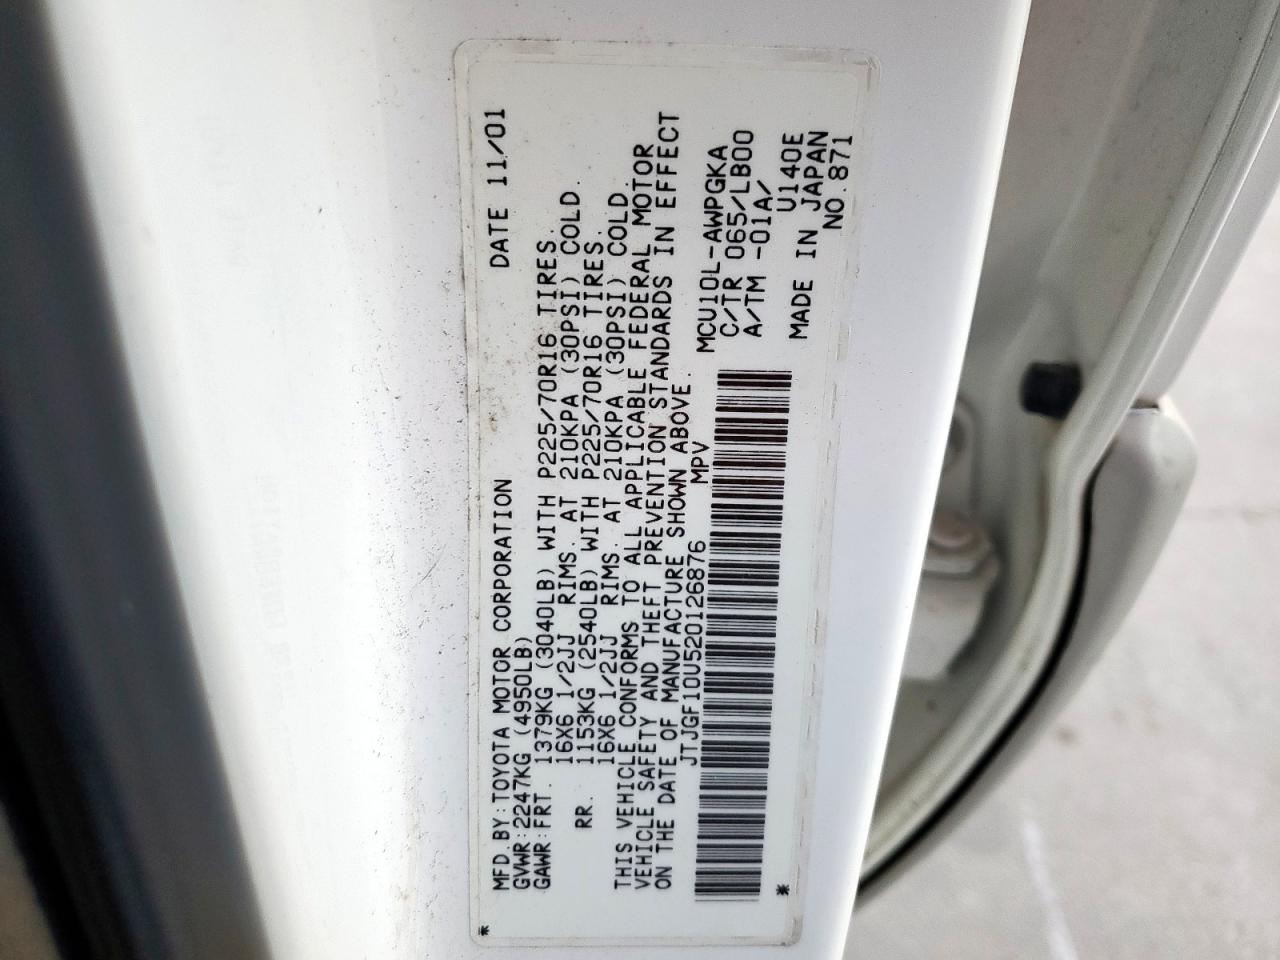 MFD.BY:TOYOTA MOTOR CORPORATION DATE 11/01
GVWR:2247KG (4950LB)
GAWR:FRT. 1379KG (3040LB) WITH P225/70R16 TIRES.
16X6 1/2JJ RIMS. AT 210KPA (30PSI) COLD.
RR. 1153KG (2540LB) WITH P225/70R16 TIRES.
16X6 1/2JJ RIMS. AT 210KPA (30PSI) COLD.
THIS VEHICLE CONFORMS TO ALL APPLICABLE FEDERAL MOTOR
VEHICLE SAFETY AND THEFT PREVENTION STANDARDS IN EFFECT
ON THE DATE OF MANUFACTURE SHOWN ABOVE.
JTJGF10U520126876 MPV
MCU10L-AWPGKA
C/TR 065/LB00
A/TM -01A/
U140E
MADE IN JAPAN
NO.871